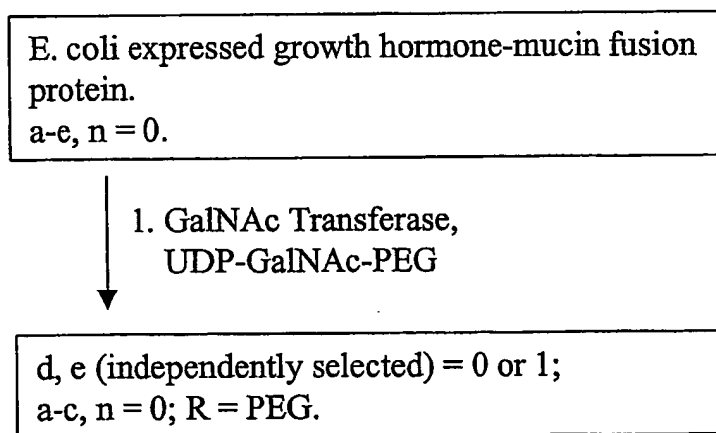 E. coli expressed growth hormone-mucin fusion
protein.
a-e, n = 0.
1. GalNAc Transferase,
UDP-GalNAc-PEG
d, e (independently selected) = 0 or 1;
a-c, n = 0; R = PEG.